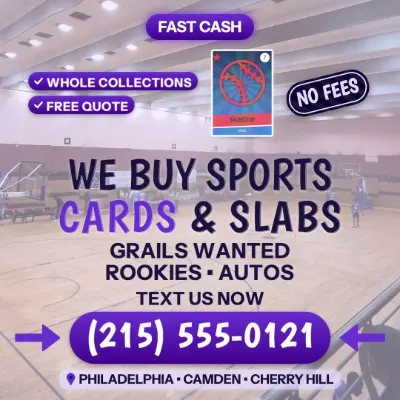 FAST CASH
WHOLE COLLECTIONS
FREE QUOTE
NO FEES
WE BUY SPORTS
CARDS & SLABS
GRAILS WANTED
ROOKIES • AUTOS
TEXT US NOW
(215) 555-0121
PHILADELPHIA • CAMDEN • CHERRY HILL